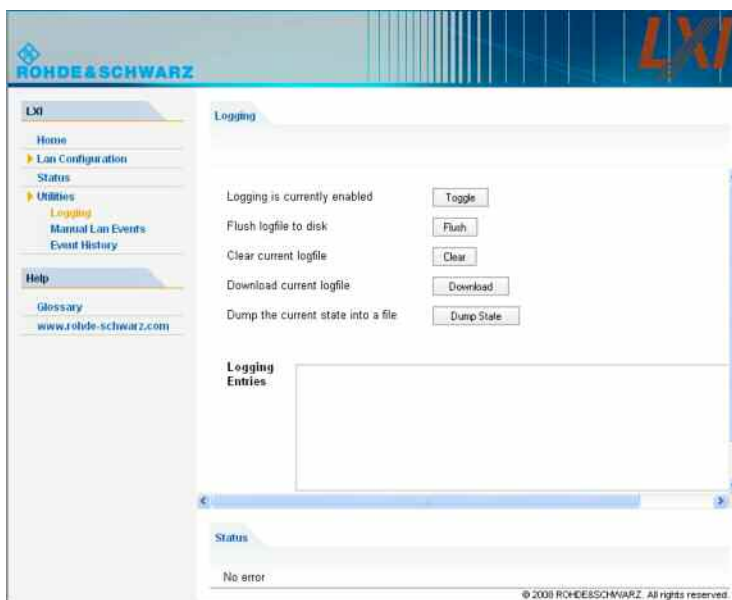 ROHDE&SCHWARZ
LXI
LXI
Home
Lan Configuration
Status
Utilities
Logging
Manual Lan Events
Event History
Help
Glossary
www.rohde-schwarz.com
Logging
Logging is currently enabled
Toggle
Flush logfile to disk
Flush
Clear current logfile
Clear
Download current logfile
Download
Dump the current state into a file
Dump State
Logging
Entries
Status
No error
© 2008 ROHDE&SCHWARZ. All rights reserved.